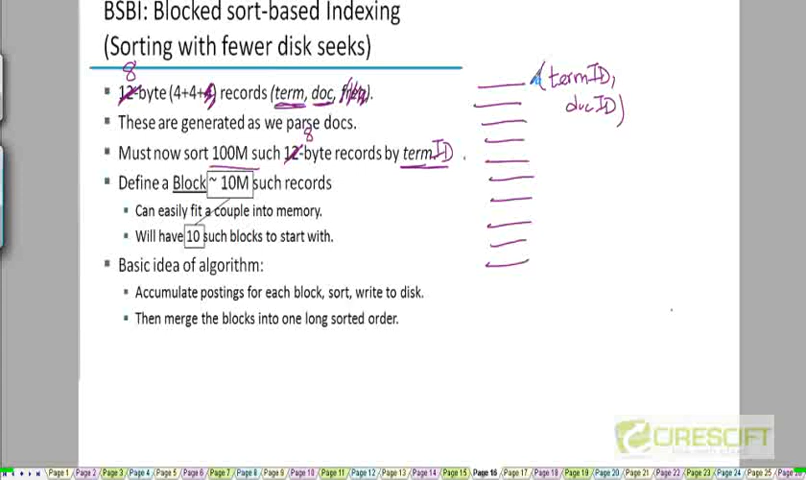 BSBI: Blocked sort-based Indexing
(Sorting with fewer disk seeks)
8
12-byte (4+4+4) records (term, doc, freq).
(termID,
docID)
These are generated as we parse docs.
8
Must now sort 100M such 12-byte records by termID.
Define a Block ~ 10M such records
Can easily fit a couple into memory.
Will have 10 such blocks to start with.
Basic idea of algorithm:
Accumulate postings for each block, sort, write to disk.
Then merge the blocks into one long sorted order.
Page 1 Page 2 Page 3 Page 4 Page 5 Page 6 Page 7 Page 8 Page 9 Page 10 Page 11 Page 12 Page 13 Page 14 Page 15 Page 16 Page 17 Page 18 Page 19 Page 20 Page 21 Page 22 Page 23 Page 24 Page 25